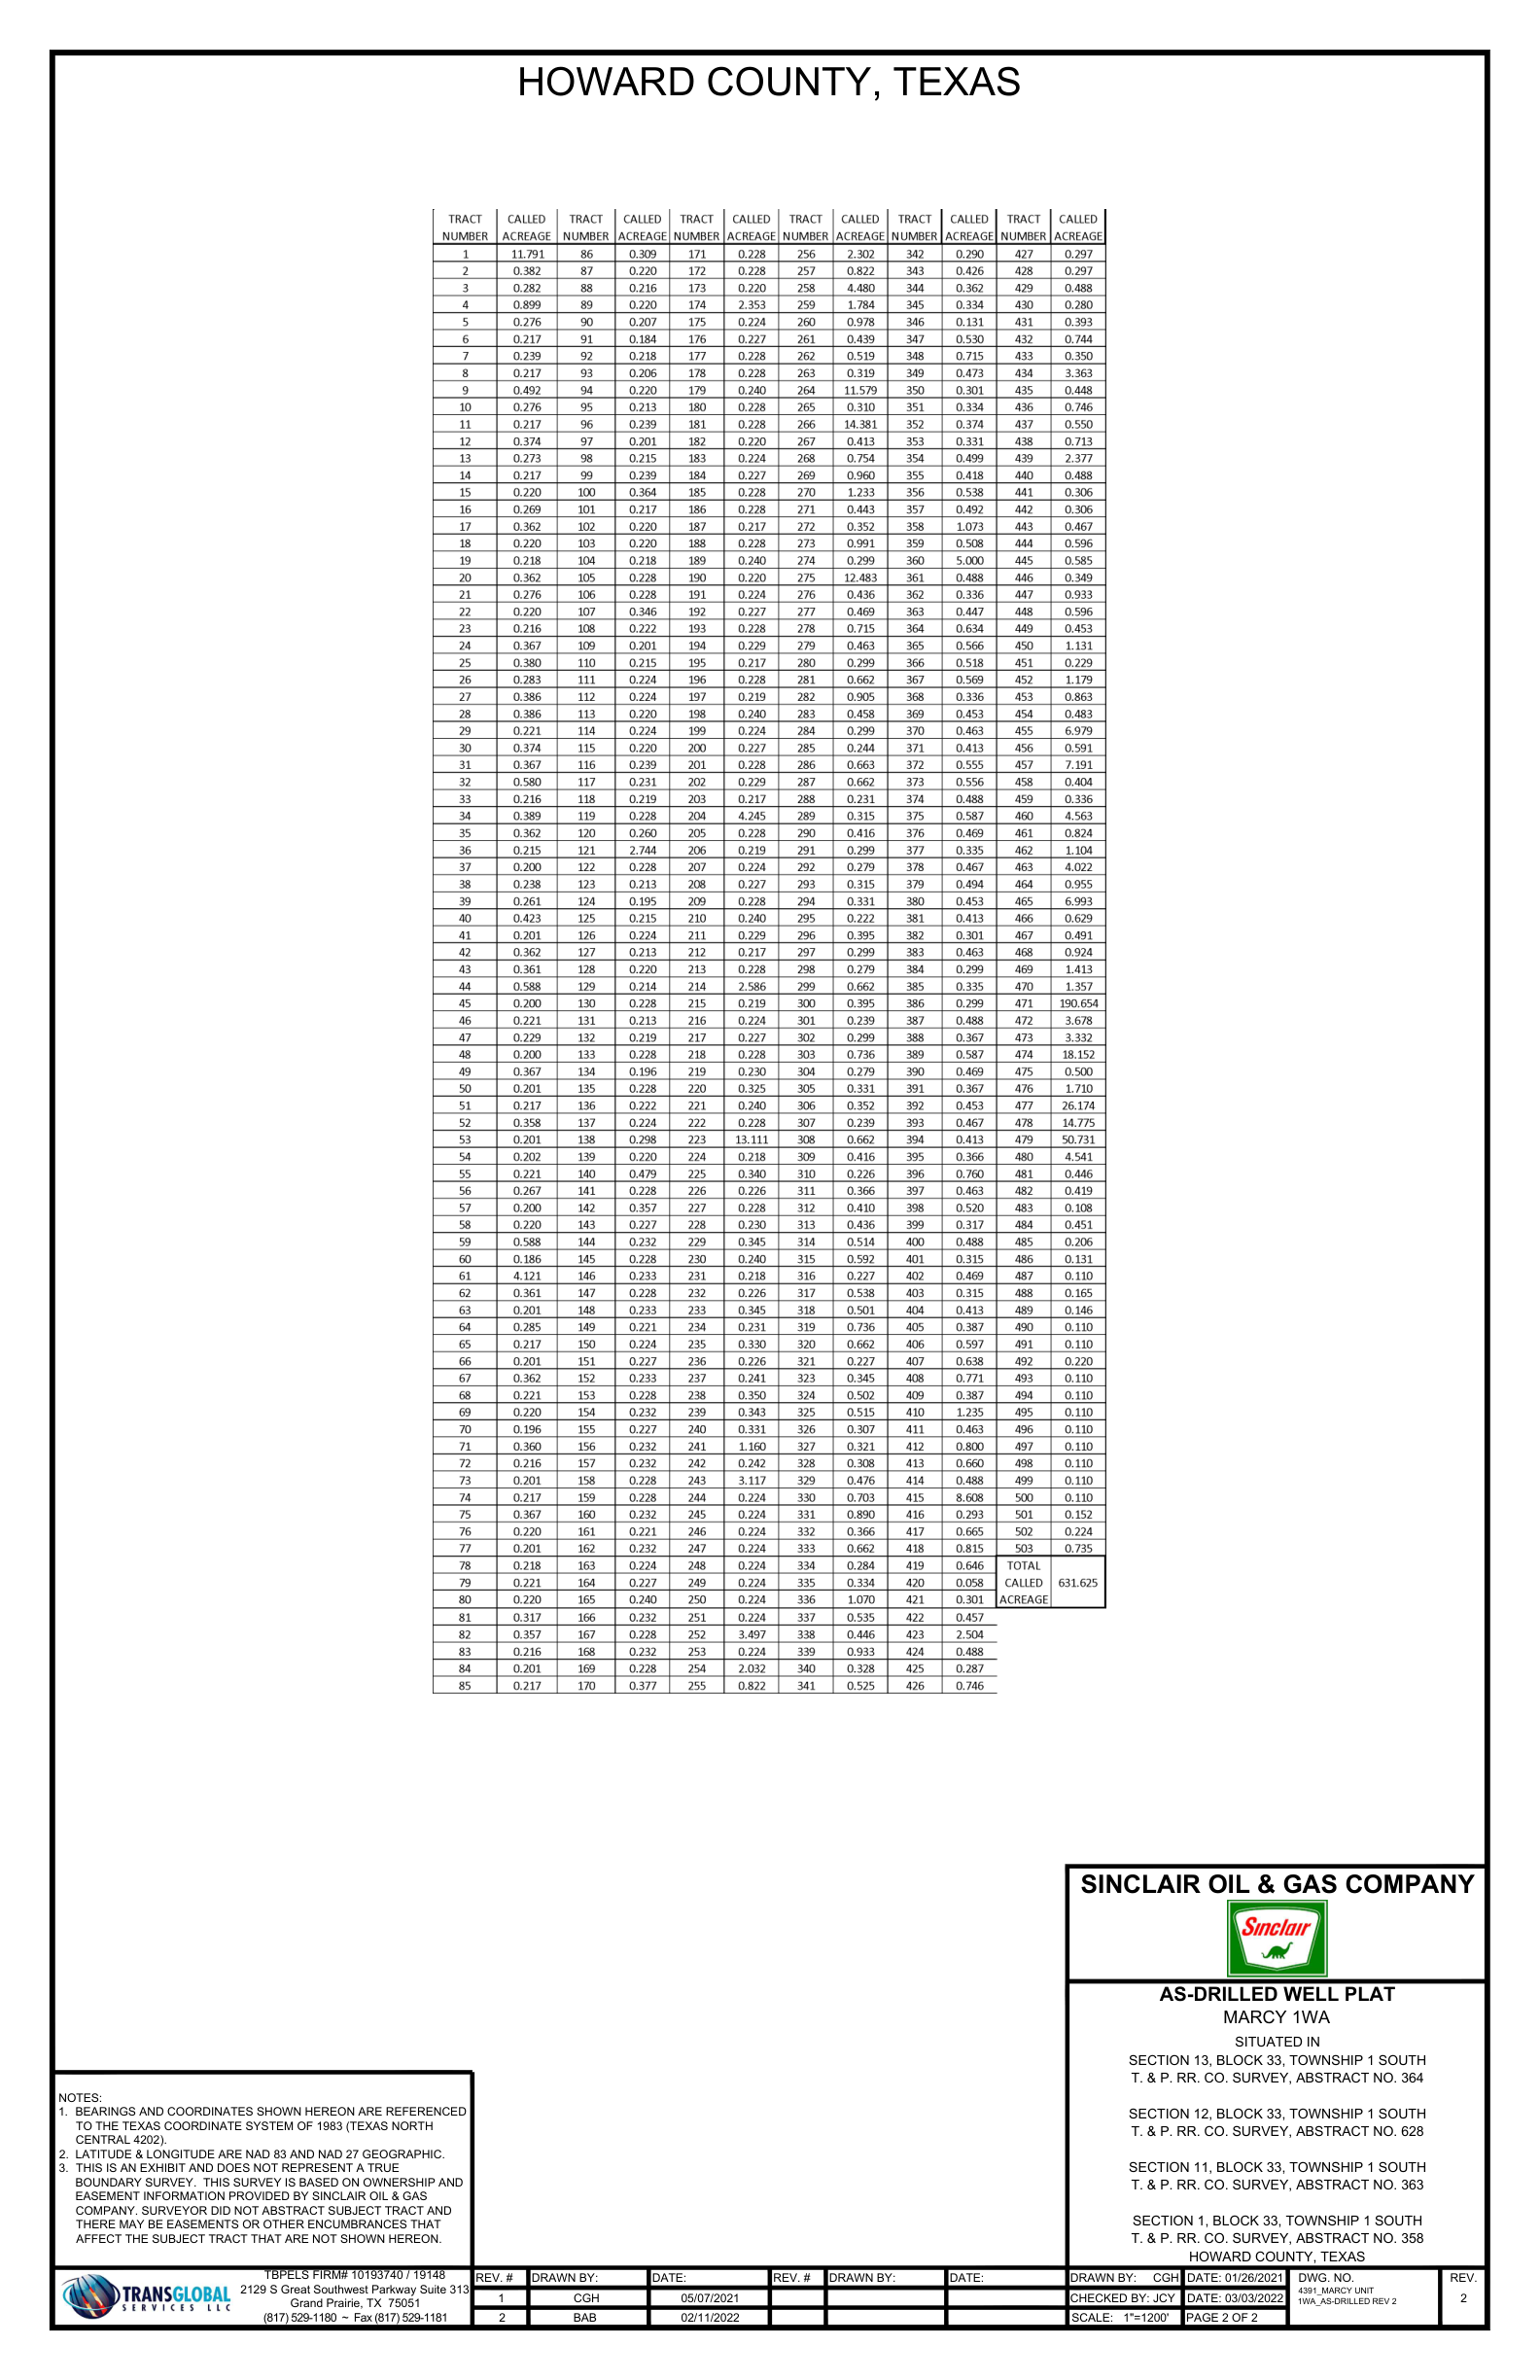 HOWARD COUNTY, TEXAS
TRACT CALLED TRACT CALLED TRACT CALLED TRACT CALLED TRACT CALLED TRACT CALLED
NUMBER ACREAGE NUMBER ACREAGE NUMBER ACREAGE NUMBER ACREAGE NUMBER ACREAGE NUMBER ACREAGE
1 11.791 86 0.309 171 0.228 256 2.302 342 0.290 427 0.297
2 0.382 87 0.220 172 0.228 257 0.822 343 0.426 428 0.297
3 0.282 88 0.216 173 0.220 258 4.480 344 0.362 429 0.488
4 0.899 89 0.220 174 2.353 259 1.784 345 0.334 430 0.280
5 0.276 90 0.207 175 0.224 260 0.978 346 0.131 431 0.393
6 0.217 91 0.184 176 0.227 261 0.439 347 0.530 432 0.744
7 0.239 92 0.218 177 0.228 262 0.519 348 0.715 433 0.350
8 0.217 93 0.206 178 0.228 263 0.319 349 0.473 434 3.363
9 0.492 94 0.220 179 0.240 264 11.579 350 0.301 435 0.448
10 0.276 95 0.213 180 0.228 265 0.310 351 0.334 436 0.746
11 0.217 96 0.239 181 0.228 266 14.381 352 0.374 437 0.550
12 0.374 97 0.201 182 0.220 267 0.413 353 0.331 438 0.713
13 0.273 98 0.215 183 0.224 268 0.754 354 0.499 439 2.377
14 0.217 99 0.239 184 0.227 269 0.960 355 0.418 440 0.488
15 0.220 100 0.364 185 0.228 270 1.233 356 0.538 441 0.306
16 0.269 101 0.217 186 0.228 271 0.443 357 0.492 442 0.306
17 0.362 102 0.220 187 0.217 272 0.352 358 1.073 443 0.467
18 0.220 103 0.220 188 0.228 273 0.991 359 0.508 444 0.596
19 0.218 104 0.218 189 0.240 274 0.299 360 5.000 445 0.585
20 0.362 105 0.228 190 0.220 275 12.483 361 0.488 446 0.349
21 0.276 106 0.228 191 0.224 276 0.436 362 0.336 447 0.933
22 0.220 107 0.346 192 0.227 277 0.469 363 0.447 448 0.596
23 0.216 108 0.222 193 0.228 278 0.715 364 0.634 449 0.453
24 0.367 109 0.201 194 0.229 279 0.463 365 0.566 450 1.131
25 0.380 110 0.215 195 0.217 280 0.299 366 0.518 451 0.229
26 0.283 111 0.224 196 0.228 281 0.662 367 0.569 452 1.179
27 0.386 112 0.224 197 0.219 282 0.905 368 0.336 453 0.863
28 0.386 113 0.220 198 0.240 283 0.458 369 0.453 454 0.483
29 0.221 114 0.224 199 0.224 284 0.299 370 0.463 455 6.979
30 0.374 115 0.220 200 0.227 285 0.244 371 0.413 456 0.591
31 0.367 116 0.239 201 0.228 286 0.663 372 0.555 457 7.191
32 0.580 117 0.231 202 0.229 287 0.662 373 0.556 458 0.404
33 0.216 118 0.219 203 0.217 288 0.231 374 0.488 459 0.336
34 0.389 119 0.228 204 4.245 289 0.315 375 0.587 460 4.563
35 0.362 120 0.260 205 0.228 290 0.416 376 0.469 461 0.824
36 0.215 121 2.744 206 0.219 291 0.299 377 0.335 462 1.104
37 0.200 122 0.228 207 0.224 292 0.279 378 0.467 463 4.022
38 0.238 123 0.213 208 0.227 293 0.315 379 0.494 464 0.955
39 0.261 124 0.195 209 0.228 294 0.331 380 0.453 465 6.993
40 0.423 125 0.215 210 0.240 295 0.222 381 0.413 466 0.629
41 0.201 126 0.224 211 0.229 296 0.395 382 0.301 467 0.491
42 0.362 127 0.213 212 0.217 297 0.299 383 0.463 468 0.924
43 0.361 128 0.220 213 0.228 298 0.279 384 0.299 469 1.413
44 0.588 129 0.214 214 2.586 299 0.662 385 0.335 470 1.357
45 0.200 130 0.228 215 0.219 300 0.395 386 0.299 471 190.654
46 0.221 131 0.213 216 0.224 301 0.239 387 0.488 472 3.678
47 0.229 132 0.219 217 0.227 302 0.299 388 0.367 473 3.332
48 0.200 133 0.228 218 0.228 303 0.736 389 0.587 474 18.152
49 0.367 134 0.196 219 0.230 304 0.279 390 0.469 475 0.500
50 0.201 135 0.228 220 0.325 305 0.331 391 0.367 476 1.710
51 0.217 136 0.222 221 0.240 306 0.352 392 0.453 477 26.174
52 0.358 137 0.224 222 0.228 307 0.239 393 0.467 478 14.775
53 0.201 138 0.298 223 13.111 308 0.662 394 0.413 479 50.731
54 0.202 139 0.220 224 0.218 309 0.416 395 0.366 480 4.541
55 0.221 140 0.479 225 0.340 310 0.226 396 0.760 481 0.446
56 0.267 141 0.228 226 0.226 311 0.366 397 0.463 482 0.419
57 0.200 142 0.357 227 0.228 312 0.410 398 0.520 483 0.108
58 0.220 143 0.227 228 0.230 313 0.436 399 0.317 484 0.451
59 0.588 144 0.232 229 0.345 314 0.514 400 0.488 485 0.206
60 0.186 145 0.228 230 0.240 315 0.592 401 0.315 486 0.131
61 4.121 146 0.233 231 0.218 316 0.227 402 0.469 487 0.110
62 0.361 147 0.228 232 0.226 317 0.538 403 0.315 488 0.165
63 0.201 148 0.233 233 0.345 318 0.501 404 0.413 489 0.146
64 0.285 149 0.221 234 0.231 319 0.736 405 0.387 490 0.110
65 0.217 150 0.224 235 0.330 320 0.662 406 0.597 491 0.110
66 0.201 151 0.227 236 0.226 321 0.227 407 0.638 492 0.220
67 0.362 152 0.233 237 0.241 323 0.345 408 0.771 493 0.110
68 0.221 153 0.228 238 0.350 324 0.502 409 0.387 494 0.110
69 0.220 154 0.232 239 0.343 325 0.515 410 1.235 495 0.110
70 0.196 155 0.227 240 0.331 326 0.307 411 0.463 496 0.110
71 0.360 156 0.232 241 1.160 327 0.321 412 0.800 497 0.110
72 0.216 157 0.232 242 0.242 328 0.308 413 0.660 498 0.110
73 0.201 158 0.228 243 3.117 329 0.476 414 0.488 499 0.110
74 0.217 159 0.228 244 0.224 330 0.703 415 8.608 500 0.110
75 0.367 160 0.232 245 0.224 331 0.890 416 0.293 501 0.152
76 0.220 161 0.221 246 0.224 332 0.366 417 0.665 502 0.224
77 0.201 162 0.232 247 0.224 333 0.662 418 0.815 503 0.735
78 0.218 163 0.224 248 0.224 334 0.284 419 0.646 TOTAL
79 0.221 164 0.227 249 0.224 335 0.334 420 0.058 CALLED 631.625
80 0.220 165 0.240 250 0.224 336 1.070 421 0.301 ACREAGE
81 0.317 166 0.232 251 0.224 337 0.535 422 0.457
82 0.357 167 0.228 252 3.497 338 0.446 423 2.504
83 0.216 168 0.232 253 0.224 339 0.933 424 0.488
84 0.201 169 0.228 254 2.032 340 0.328 425 0.287
85 0.217 170 0.377 255 0.822 341 0.525 426 0.746
SINCLAIR OIL & GAS COMPANY
Sinclair
AS-DRILLED WELL PLAT
MARCY 1WA
SITUATED IN
SECTION 13, BLOCK 33, TOWNSHIP 1 SOUTH
T. & P. RR. CO. SURVEY, ABSTRACT NO. 364
SECTION 12, BLOCK 33, TOWNSHIP 1 SOUTH
T. & P. RR. CO. SURVEY, ABSTRACT NO. 628
SECTION 11, BLOCK 33, TOWNSHIP 1 SOUTH
T. & P. RR. CO. SURVEY, ABSTRACT NO. 363
SECTION 1, BLOCK 33, TOWNSHIP 1 SOUTH
T. & P. RR. CO. SURVEY, ABSTRACT NO. 358
HOWARD COUNTY, TEXAS
NOTES:
1. BEARINGS AND COORDINATES SHOWN HEREON ARE REFERENCED
TO THE TEXAS COORDINATE SYSTEM OF 1983 (TEXAS NORTH
CENTRAL 4202).
2. LATITUDE & LONGITUDE ARE NAD 83 AND NAD 27 GEOGRAPHIC.
3. THIS IS AN EXHIBIT AND DOES NOT REPRESENT A TRUE
BOUNDARY SURVEY. THIS SURVEY IS BASED ON OWNERSHIP AND
EASEMENT INFORMATION PROVIDED BY SINCLAIR OIL & GAS
COMPANY. SURVEYOR DID NOT ABSTRACT SUBJECT TRACT AND
THERE MAY BE EASEMENTS OR OTHER ENCUMBRANCES THAT
AFFECT THE SUBJECT TRACT THAT ARE NOT SHOWN HEREON.
TRANSGLOBAL
SERVICES LLC
TBPELS FIRM# 10193740 / 19148
2129 S Great Southwest Parkway Suite 313
Grand Prairie, TX 75051
(817) 529-1180 ~ Fax (817) 529-1181
REV. # DRAWN BY: DATE: REV. # DRAWN BY: DATE:
1 CGH 05/07/2021
2 BAB 02/11/2022
DRAWN BY: CGH DATE: 01/26/2021
CHECKED BY: JCY DATE: 03/03/2022
SCALE: 1"=1200' PAGE 2 OF 2
DWG. NO.
4391_MARCY UNIT
1WA_AS-DRILLED REV 2
REV.
2